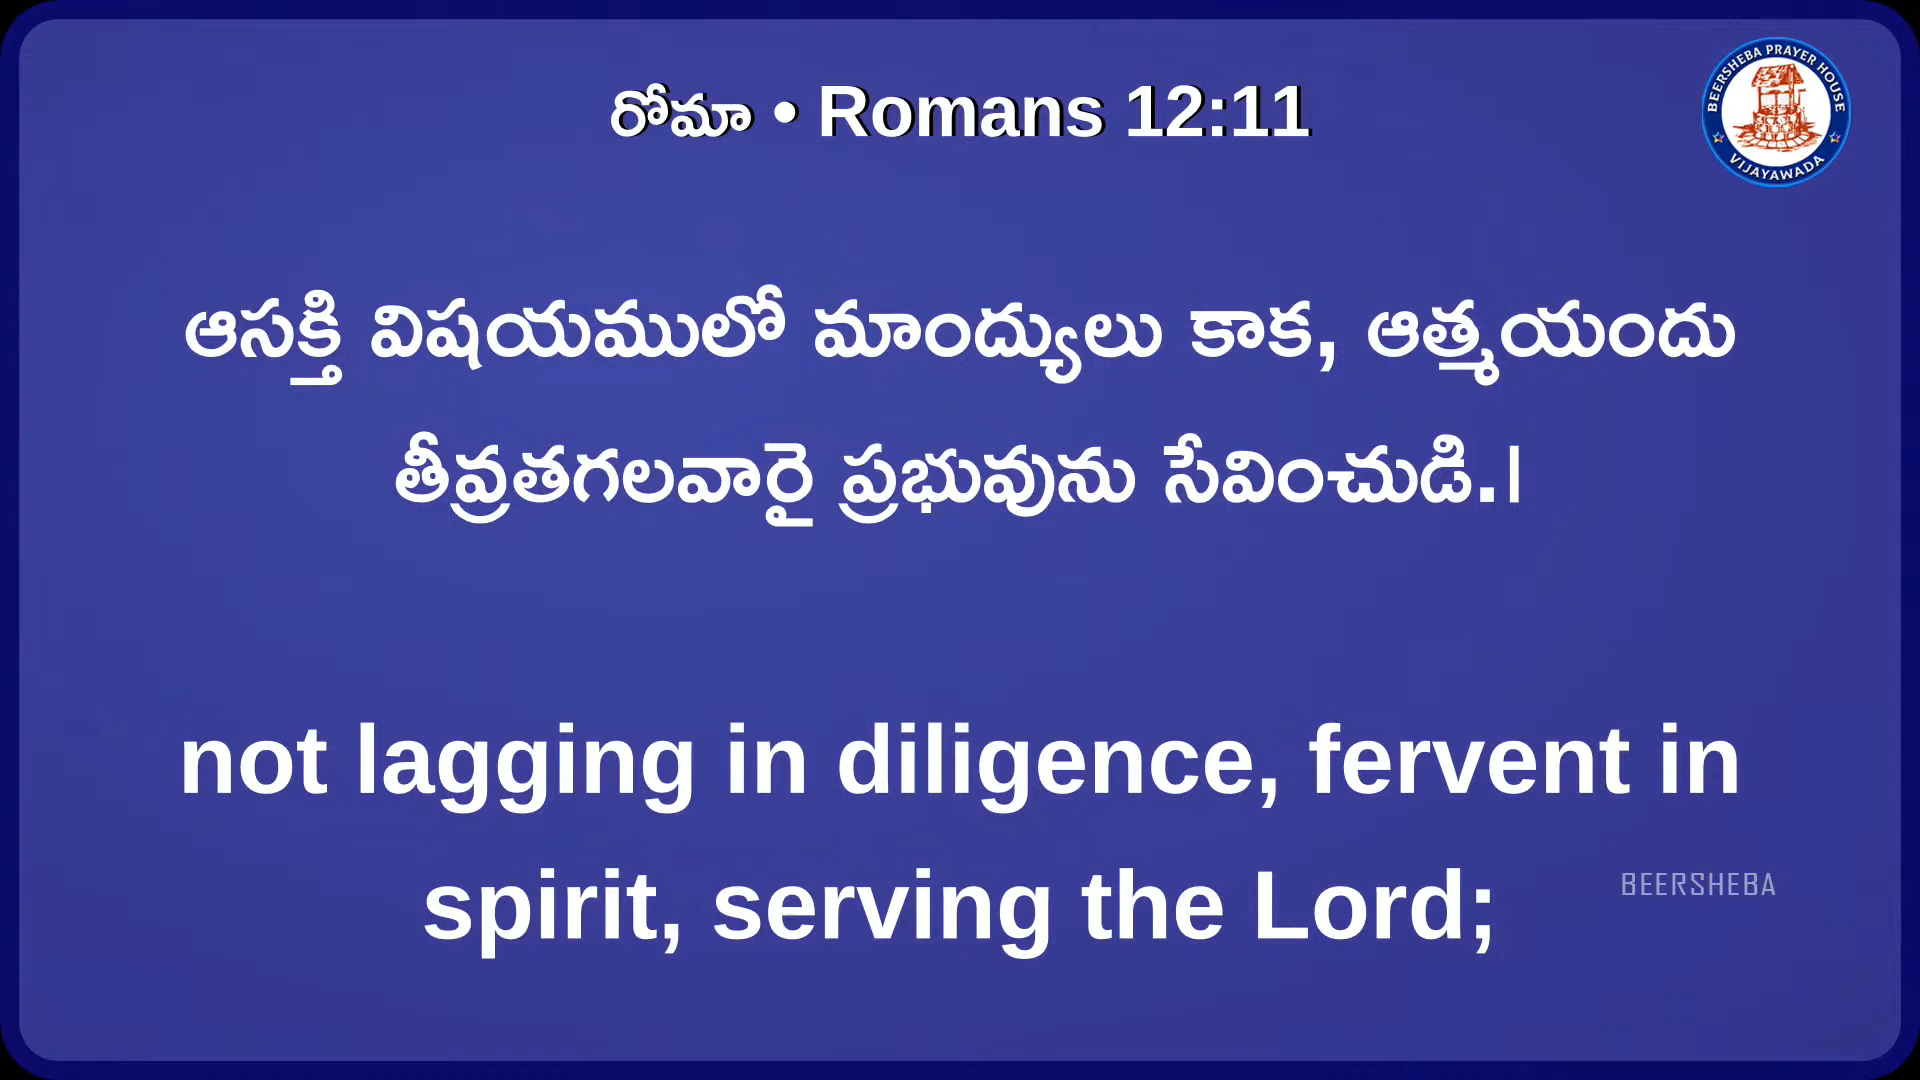 రోమా • Romans 12:11
BEERSHEBA PRAYER HOUSE
VIJAYAWADA
ఆసక్తి విషయములో మాంద్యులు కాక, ఆత్మయందు
తీవ్రతగలవారై ప్రభువును సేవించుడి.|
not lagging in diligence, fervent in
spirit, serving the Lord;
BEERSHEBA